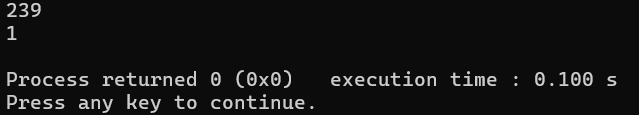 239
1
Process returned 0 (0x0)   execution time : 0.100 s
Press any key to continue.